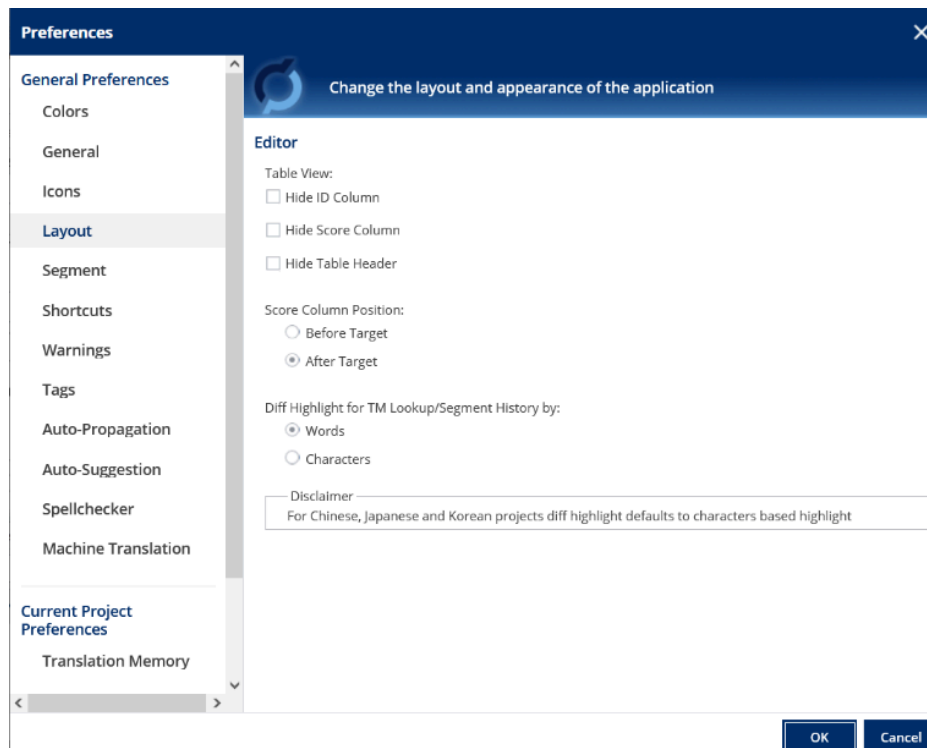 Preferences
General Preferences
Colors
General
Icons
Layout
Segment
Shortcuts
Warnings
Tags
Auto-Propagation
Auto-Suggestion
Spellchecker
Machine Translation
Current Project
Preferences
Translation Memory
Change the layout and appearance of the application
Editor
Table View:
Hide ID Column
Hide Score Column
Hide Table Header
Score Column Position:
Before Target
After Target
Diff Highlight for TM Lookup/Segment History by:
Words
Characters
Disclaimer
For Chinese, Japanese and Korean projects diff highlight defaults to characters based highlight
OK
Cancel